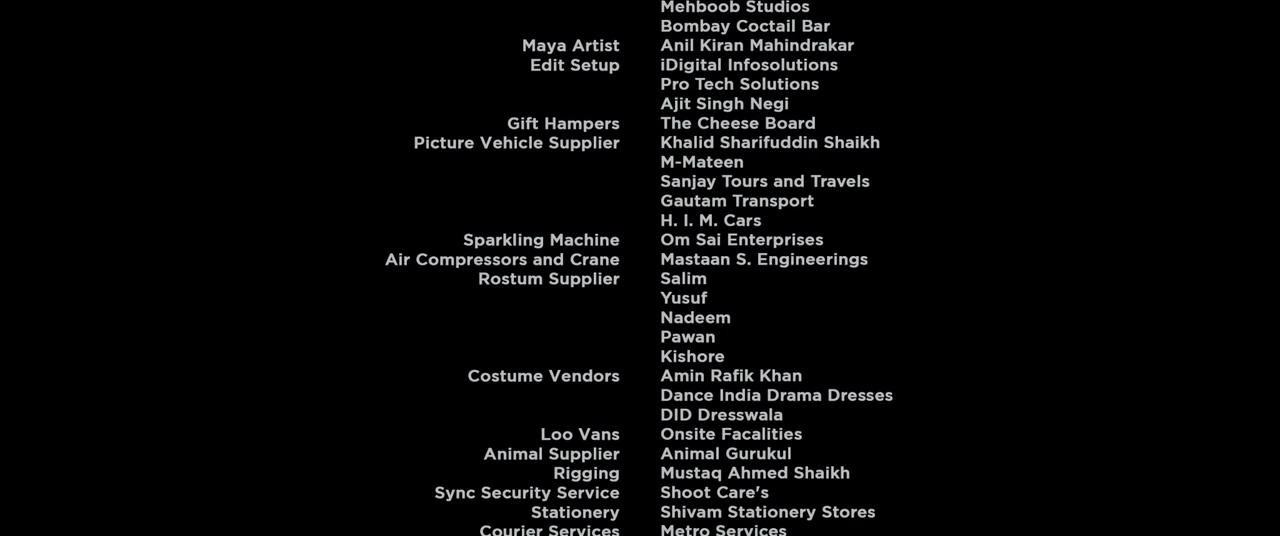 Mehboob Studios
Bombay Coctail Bar
Maya Artist Anil Kiran Mahindrakar
Edit Setup iDigital Infosolutions
Pro Tech Solutions
Ajit Singh Negi
Gift Hampers The Cheese Board
Picture Vehicle Supplier Khalid Sharifuddin Shaikh
M-Mateen
Sanjay Tours and Travels
Gautam Transport
H. I. M. Cars
Sparkling Machine Om Sai Enterprises
Air Compressors and Crane Mastaan S. Engineerings
Rostum Supplier Salim
Yusuf
Nadeem
Pawan
Kishore
Costume Vendors Amin Rafik Khan
Dance India Drama Dresses
DID Dresswala
Loo Vans Onsite Facalities
Animal Supplier Animal Gurukul
Rigging Mustaq Ahmed Shaikh
Sync Security Service Shoot Care's
Stationery Shivam Stationery Stores
Courier Services Metro Services